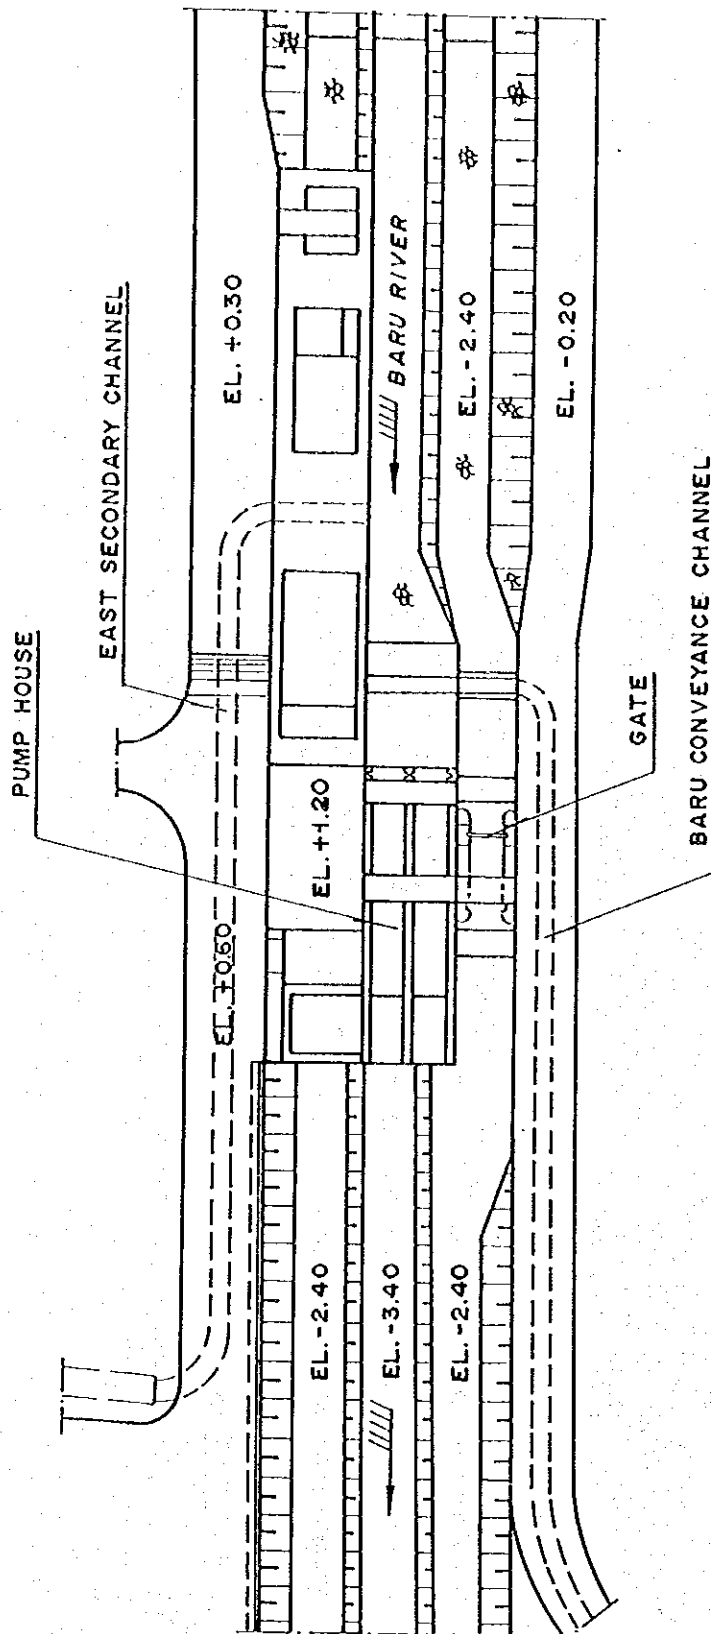 PUMP HOUSE
EAST SECONDARY CHANNEL
EL. +0.30
BARU RIVER
EL. -2.40
EL. -0.20
EL. +1.20
EL. +0.60
GATE
BARU CONVEYANCE CHANNEL
EL. -2.40
EL. -3.40
EL. -2.40